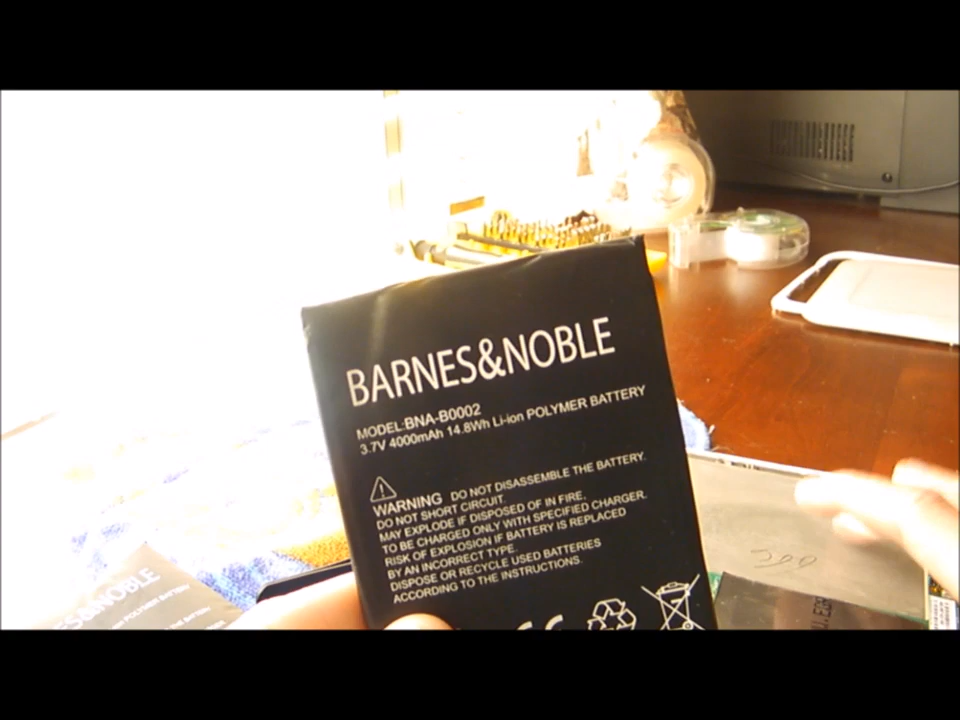 BARNES&NOBLE
MODEL:BNA-B0002
3.7V 4000mAh 14.8Wh Li-ion POLYMER BATTERY
WARNING DO NOT DISASSEMBLE THE BATTERY.
DO NOT SHORT CIRCUIT.
MAY EXPLODE IF DISPOSED OF IN FIRE.
TO BE CHARGED ONLY WITH SPECIFIED CHARGER.
RISK OF EXPLOSION IF BATTERY IS REPLACED
BY AN INCORRECT TYPE.
DISPOSE OR RECYCLE USED BATTERIES
ACCORDING TO THE INSTRUCTIONS.
&NOBLE
POLYMER BATTERY